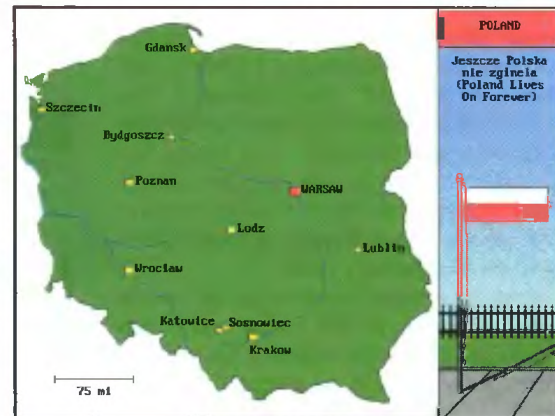 Gdansk
Szczecin
Bydgoszcz
Poznan
WARSAW
Lodz
Lublin
Wroclaw
Katowice
Sosnowiec
Krakow
75 mi
POLAND
Jeszcze Polska
nie zginela
(Poland Lives
On Forever)